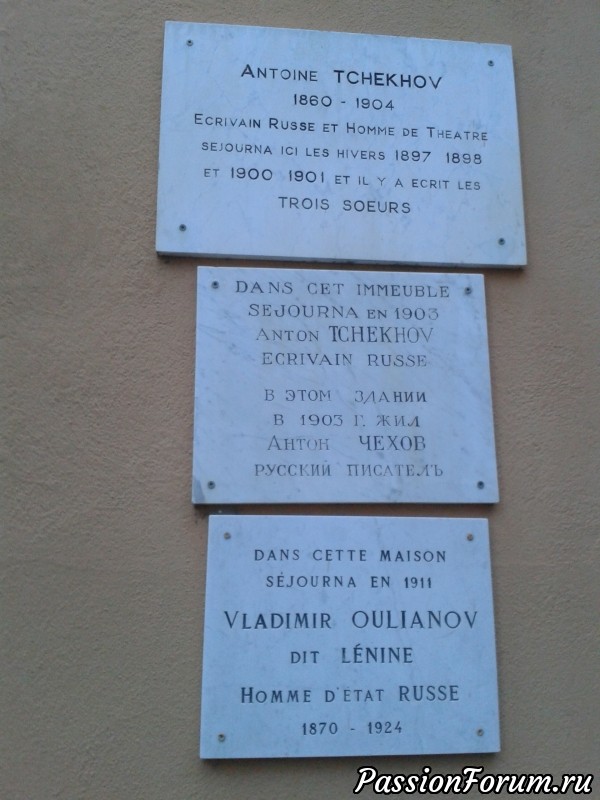 ANTOINE TCHEKHOV
1860 - 1904
ECRIVAIN RUSSE ET HOMME DE THEATRE
SEJOURNA ICI LES HIVERS 1897 1898
ET 1900 1901 ET IL Y A ECRIT LES
TROIS SOEURS
DANS CET IMMEUBLE
SEJOURNA EN 1903
ANTON TCHEKHOV
ECRIVAIN RUSSE
В ЭТОМ ЗДАНИИ
В 1903 Г. ЖИЛ
АНТОН ЧЕХОВ
РУССКИЙ ПИСАТЕЛЪ
DANS CETTE MAISON
SÉJOURNA EN 1911
VLADIMIR OULIANOV
DIT LÉNINE
HOMME D'ETAT RUSSE
1870 - 1924
PassionForum.ru